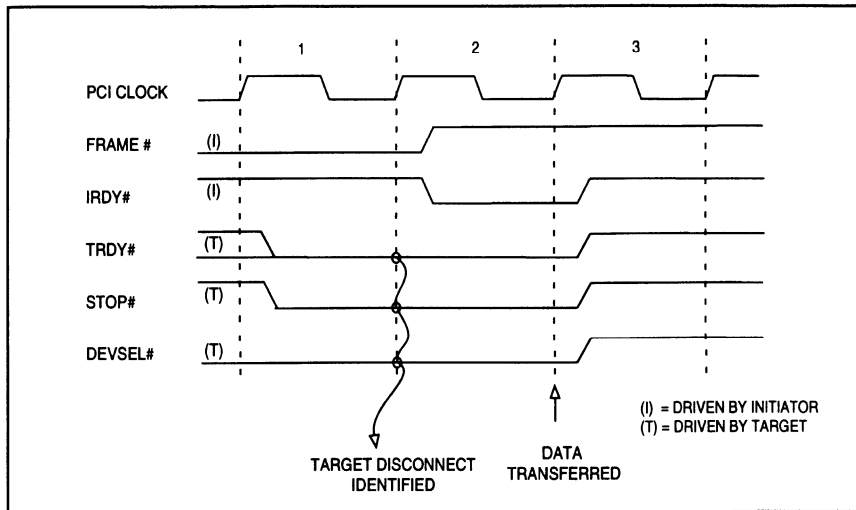 1 2 3
PCI CLOCK
FRAME # (I)
IRDY# (I)
TRDY# (T)
STOP# (T)
DEVSEL# (T)
(I) = DRIVEN BY INITIATOR
(T) = DRIVEN BY TARGET
TARGET DISCONNECT
IDENTIFIED
DATA
TRANSFERRED